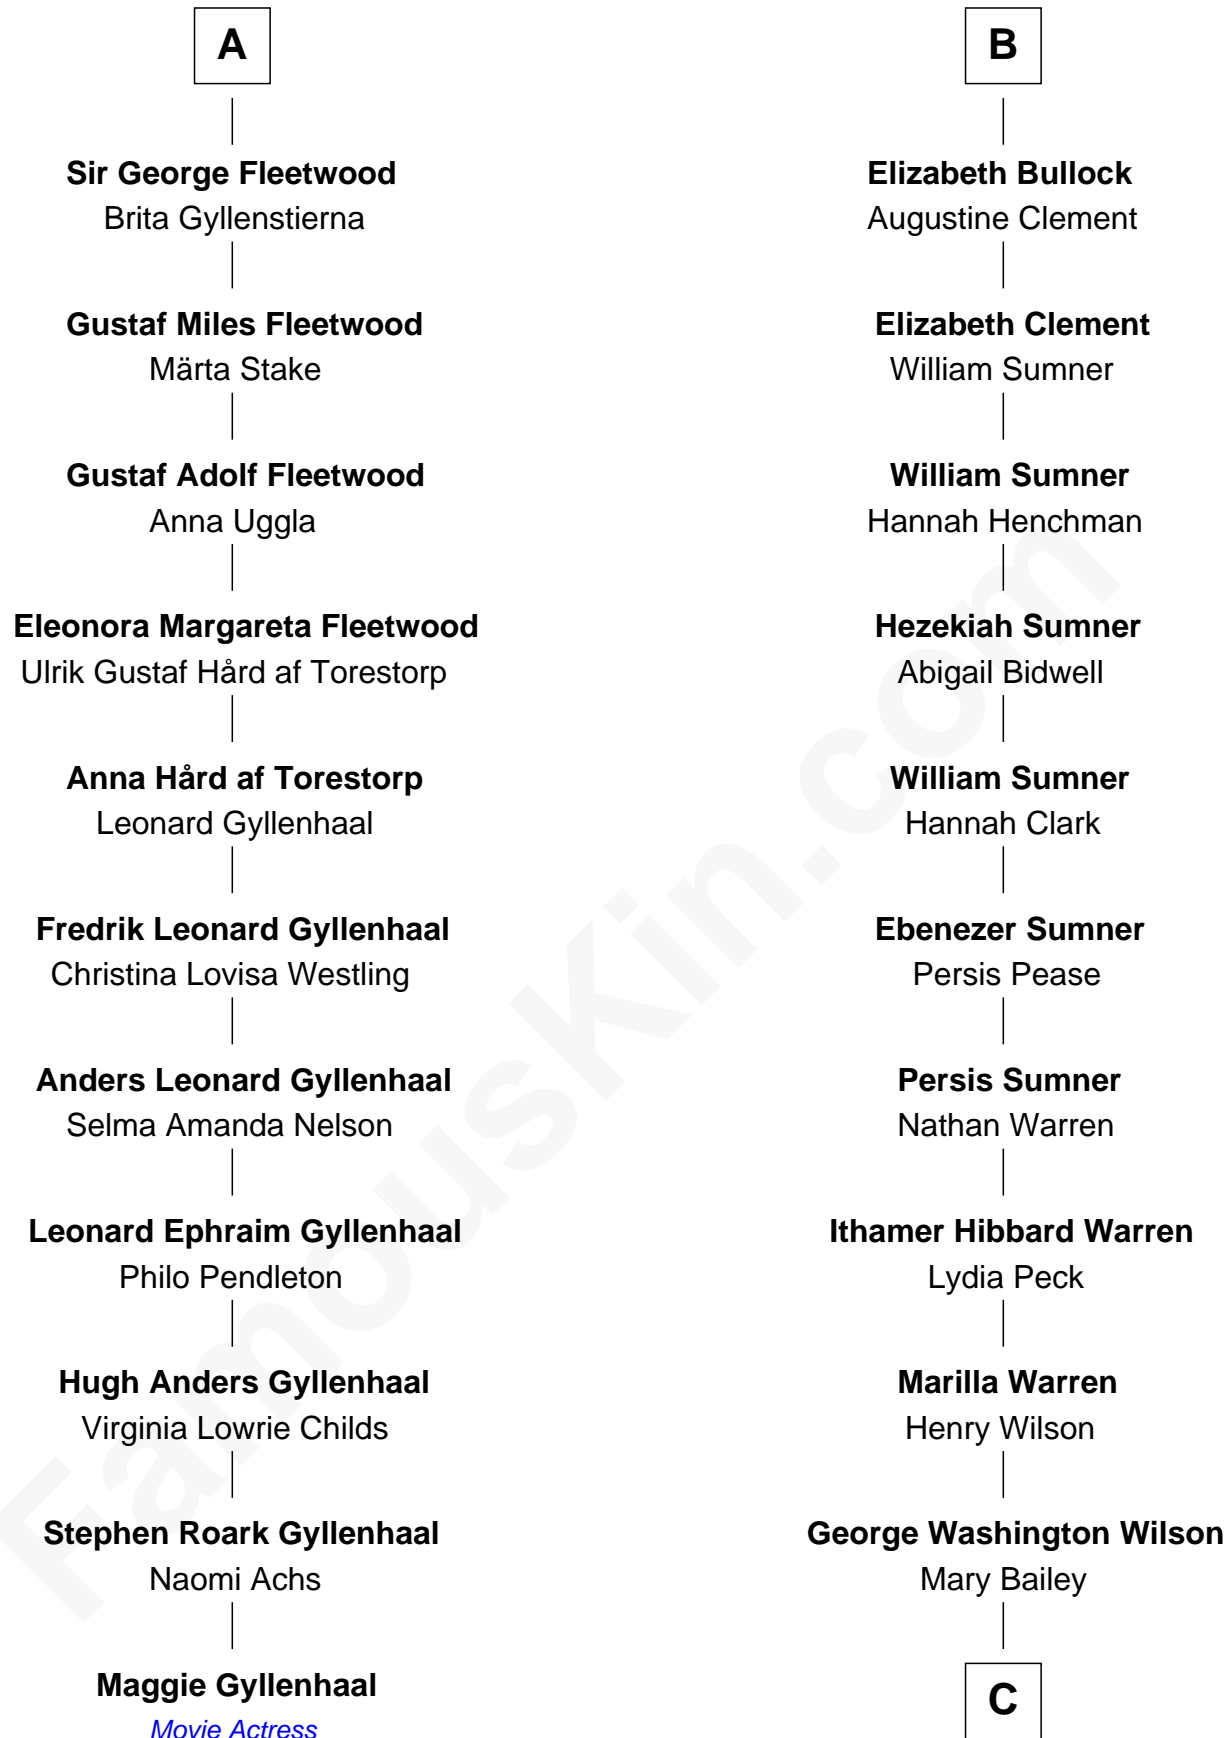 A
Sir George Fleetwood
Brita Gyllenstierna
Gustaf Miles Fleetwood
Märta Stake
Gustaf Adolf Fleetwood
Anna Uggla
Eleonora Margareta Fleetwood
Ulrik Gustaf Hård af Torestorp
Anna Hård af Torestorp
Leonard Gyllenhaal
Fredrik Leonard Gyllenhaal
Christina Lovisa Westling
Anders Leonard Gyllenhaal
Selma Amanda Nelson
Leonard Ephraim Gyllenhaal
Philo Pendleton
Hugh Anders Gyllenhaal
Virginia Lowrie Childs
Stephen Roark Gyllenhaal
Naomi Achs
Maggie Gyllenhaal
Movie Actress
B
Elizabeth Bullock
Augustine Clement
Elizabeth Clement
William Sumner
William Sumner
Hannah Henchman
Hezekiah Sumner
Abigail Bidwell
William Sumner
Hannah Clark
Ebenezer Sumner
Persis Pease
Persis Sumner
Nathan Warren
Ithamer Hibbard Warren
Lydia Peck
Marilla Warren
Henry Wilson
George Washington Wilson
Mary Bailey
C
FamousKin.com